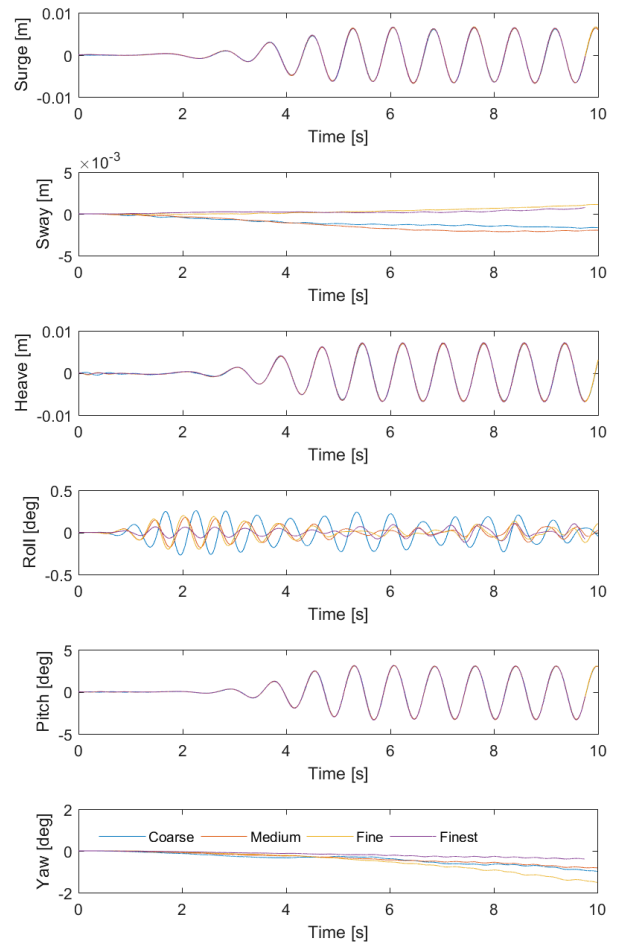 0.01
Surge [m]
0
-0.01
0 2 4 6 8 10
Time [s]
×10⁻³
5
Sway [m]
0
-5
0 2 4 6 8 10
Time [s]
0.01
Heave [m]
0
-0.01
0 2 4 6 8 10
Time [s]
0.5
Roll [deg]
0
-0.5
0 2 4 6 8 10
Time [s]
5
Pitch [deg]
0
-5
0 2 4 6 8 10
Time [s]
2
Coarse Medium Fine Finest
Yaw [deg]
0
-2
0 2 4 6 8 10
Time [s]